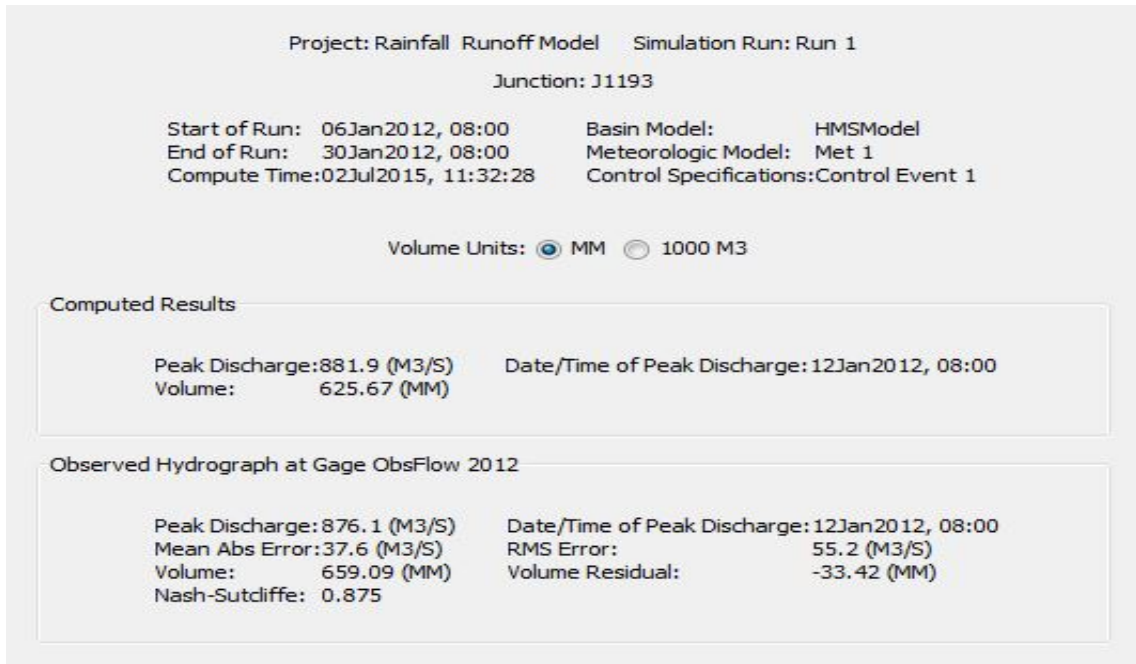 Project: Rainfall Runoff Model Simulation Run: Run 1
Junction: J1193
Start of Run: 06Jan2012, 08:00 Basin Model: HMSModel
End of Run: 30Jan2012, 08:00 Meteorologic Model: Met 1
Compute Time:02Jul2015, 11:32:28 Control Specifications:Control Event 1
Volume Units: MM 1000 M3
Computed Results
Peak Discharge:881.9 (M3/S) Date/Time of Peak Discharge:12Jan2012, 08:00
Volume: 625.67 (MM)
Observed Hydrograph at Gage ObsFlow 2012
Peak Discharge:876.1 (M3/S) Date/Time of Peak Discharge:12Jan2012, 08:00
Mean Abs Error:37.6 (M3/S) RMS Error: 55.2 (M3/S)
Volume: 659.09 (MM) Volume Residual: -33.42 (MM)
Nash-Sutcliffe: 0.875